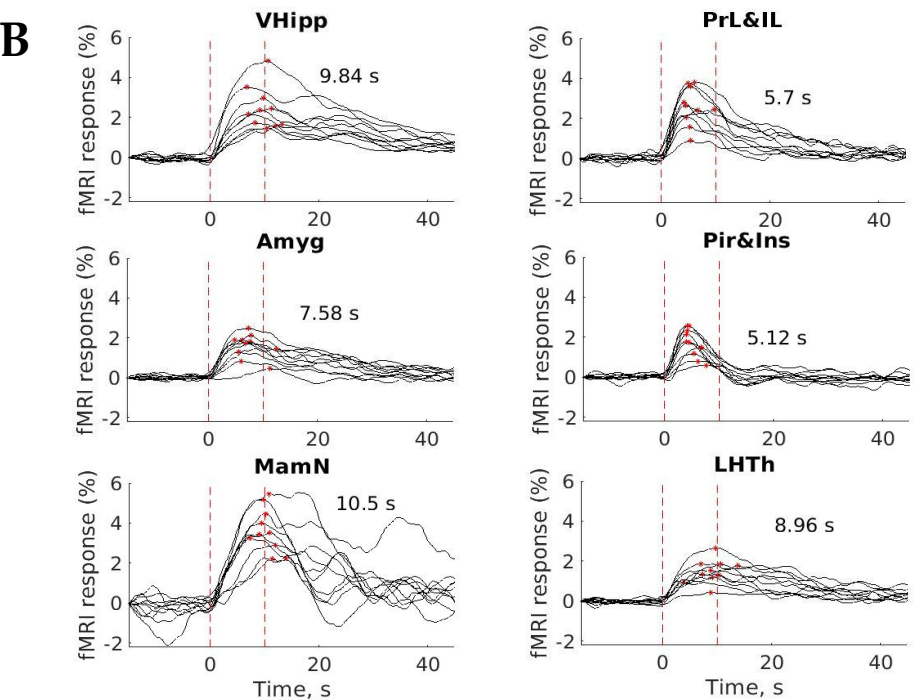 B
VHipp
fMRI response (%)
6
4
2
0
-2
9.84 s
0
20
40
PrL&IL
fMRI response (%)
6
4
2
0
-2
5.7 s
0
20
40
Amyg
fMRI response (%)
6
4
2
0
-2
7.58 s
0
20
40
Pir&Ins
fMRI response (%)
6
4
2
0
-2
5.12 s
0
20
40
MamN
fMRI response (%)
6
4
2
0
-2
10.5 s
0
20
40
Time, s
LHTh
fMRI response (%)
6
4
2
0
-2
8.96 s
0
20
40
Time, s